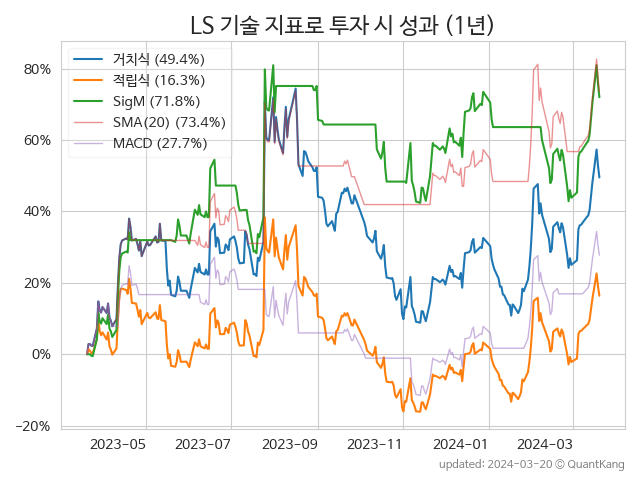 LS 기술 지표로 투자 시 성과 (1년)
거치식 (49.4%)
적립식 (16.3%)
SigM (71.8%)
SMA(20) (73.4%)
MACD (27.7%)
80%
60%
40%
20%
0%
−20%
2023-05
2023-07
2023-09
2023-11
2024-01
2024-03
updated: 2024-03-20 © QuantKang